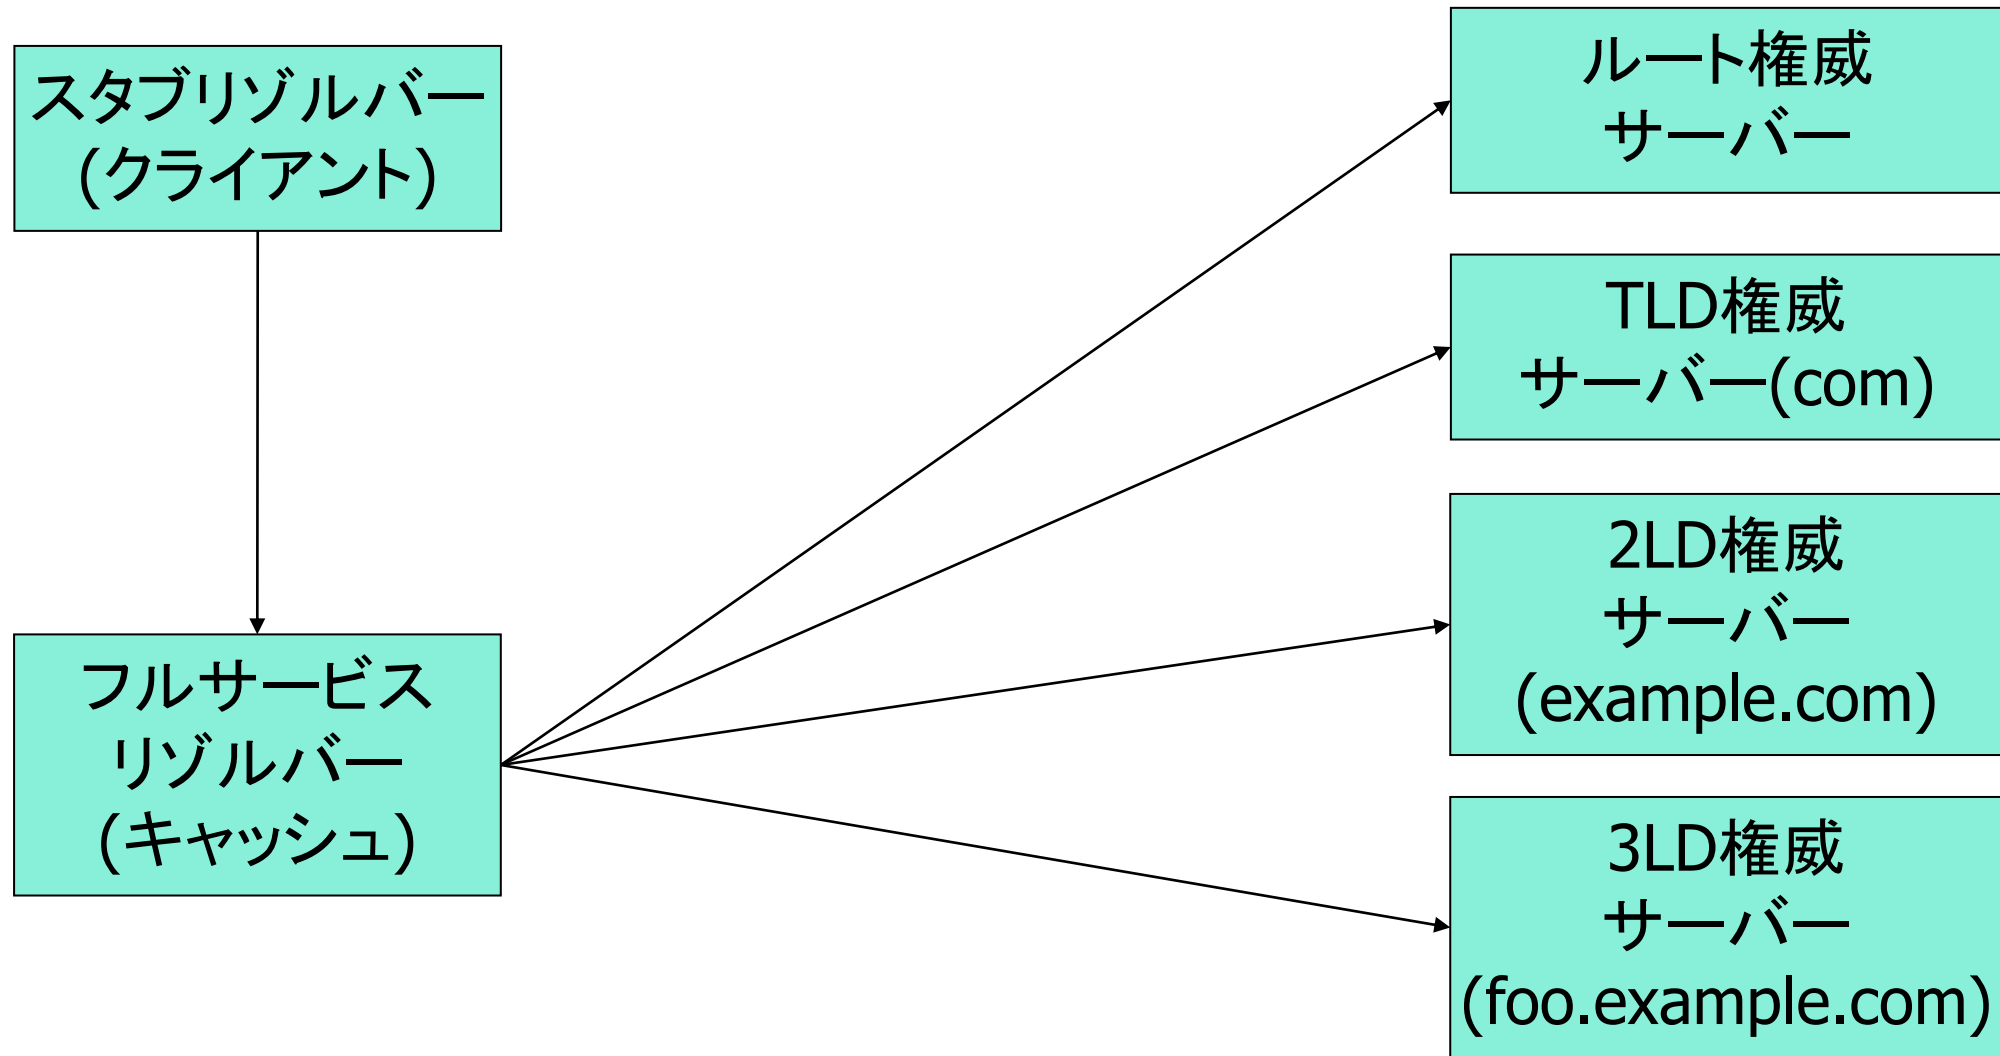 スタブリゾルバー
(クライアント)
フルサービス
リゾルバー
(キャッシュ)
ルート権威
サーバー
TLD権威
サーバー(com)
2LD権威
サーバー
(example.com)
3LD権威
サーバー
(foo.example.com)